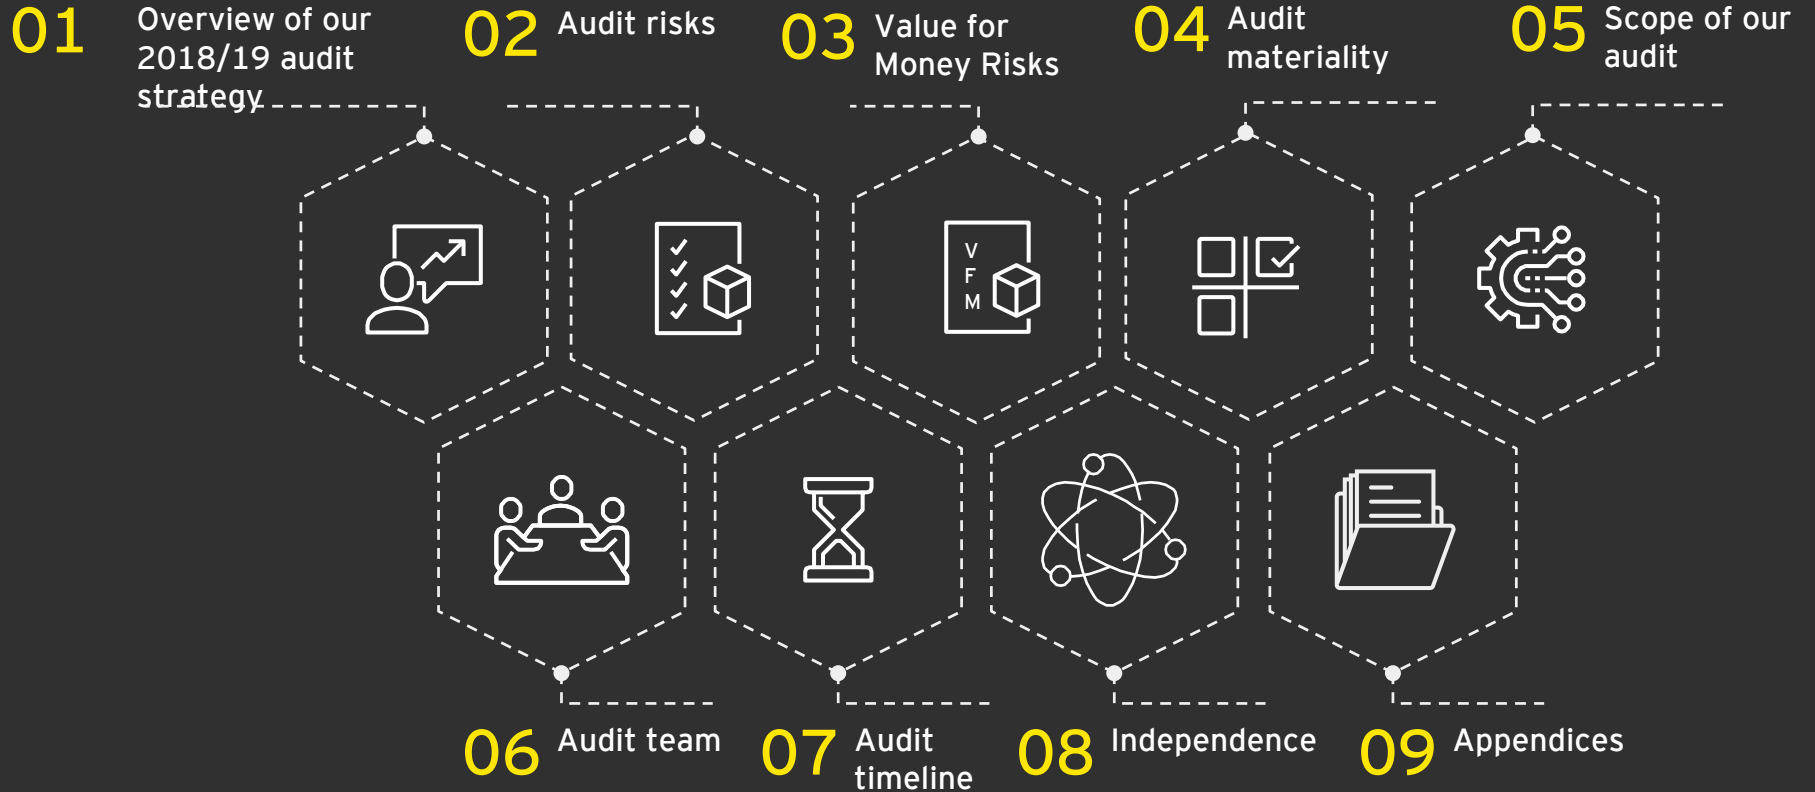 01 Overview of our
2018/19 audit
strategy
02 Audit risks
03 Value for
Money Risks
04 Audit
materiality
05 Scope of our
audit
V
F
M
06 Audit team
07 Audit
timeline
08 Independence
09 Appendices